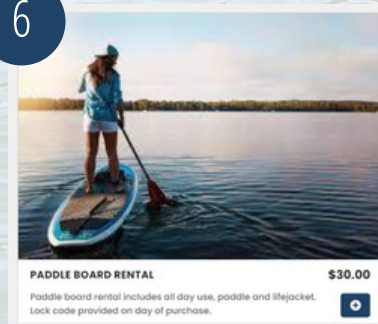 6
PADDLE BOARD RENTAL $30.00
Paddle board rental includes all day use, paddle and lifejacket.
Lock code provided on day of purchase.